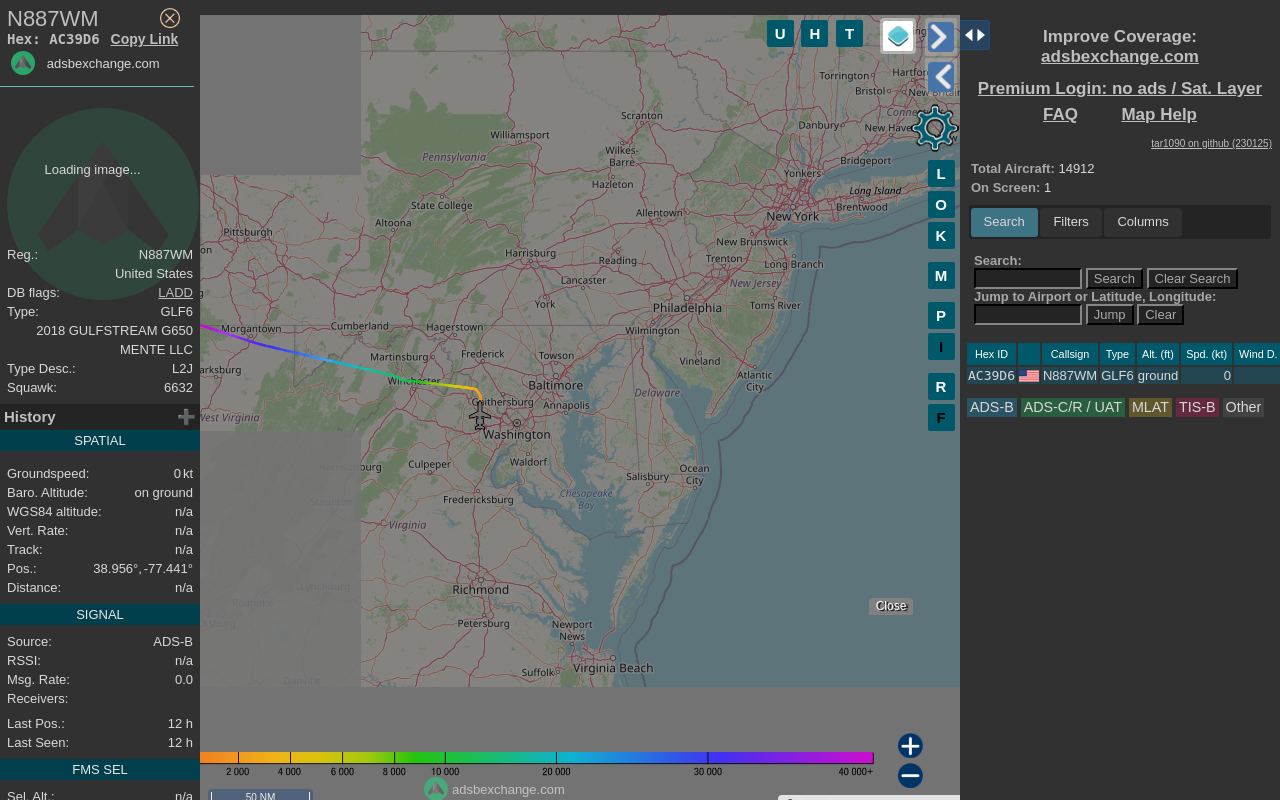 N887WM
Hex: AC39D6 Copy Link
adsbexchange.com
Loading image...
Reg.: N887WM
United States
DB flags: LADD
Type: GLF6
2018 GULFSTREAM G650
MENTE LLC
Type Desc.: L2J
Squawk: 6632
History
SPATIAL
Groundspeed: 0 kt
Baro. Altitude: on ground
WGS84 altitude: n/a
Vert. Rate: n/a
Track: n/a
Pos.: 38.956°, -77.441°
Distance: n/a
SIGNAL
Source: ADS-B
RSSI: n/a
Msg. Rate: 0.0
Receivers:
Last Pos.: 12 h
Last Seen: 12 h
FMS SEL
Sel. Alt.: n/a
U H T
L
O
K
M
P
I
R
F
Torrington
Bristol
Scranton
Danbury
Williamsport
Wilkes-
Barre
Pennsylvania
Bridgeport
Hazleton
Yonkers
Long Island
State College
Allentown
Brentwood
New York
Altoona
Pittsburgh
New Brunswick
Harrisburg
Reading
Trenton
Long Branch
Lancaster
New Jersey
York
Philadelphia
Toms River
Morgantown
Cumberland
Hagerstown
Wilmington
Martinsburg
Frederick
Towson
Vineland
arksburg
Winchester
Baltimore
Delaware
Atlantic
City
Gaithersburg
Annapolis
West Virginia
Washington
Culpeper
Waldorf
Salisbury
Ocean
City
Fredericksburg
Chesapeake
Bay
Virginia
Richmond
Petersburg
Newport
News
Suffolk
Virginia Beach
Close
2 000 4 000 6 000 8 000 10 000 20 000 30 000 40 000+
adsbexchange.com
50 NM
Improve Coverage:
adsbexchange.com
Premium Login: no ads / Sat. Layer
FAQ Map Help
tar1090 on github (230125)
Total Aircraft: 14912
On Screen: 1
Search Filters Columns
Search:
Search Clear Search
Jump to Airport or Latitude, Longitude:
Jump Clear
Hex ID Callsign Type Alt. (ft) Spd. (kt) Wind D.
AC39D6 N887WM GLF6 ground 0
ADS-B ADS-C/R / UAT MLAT TIS-B Other